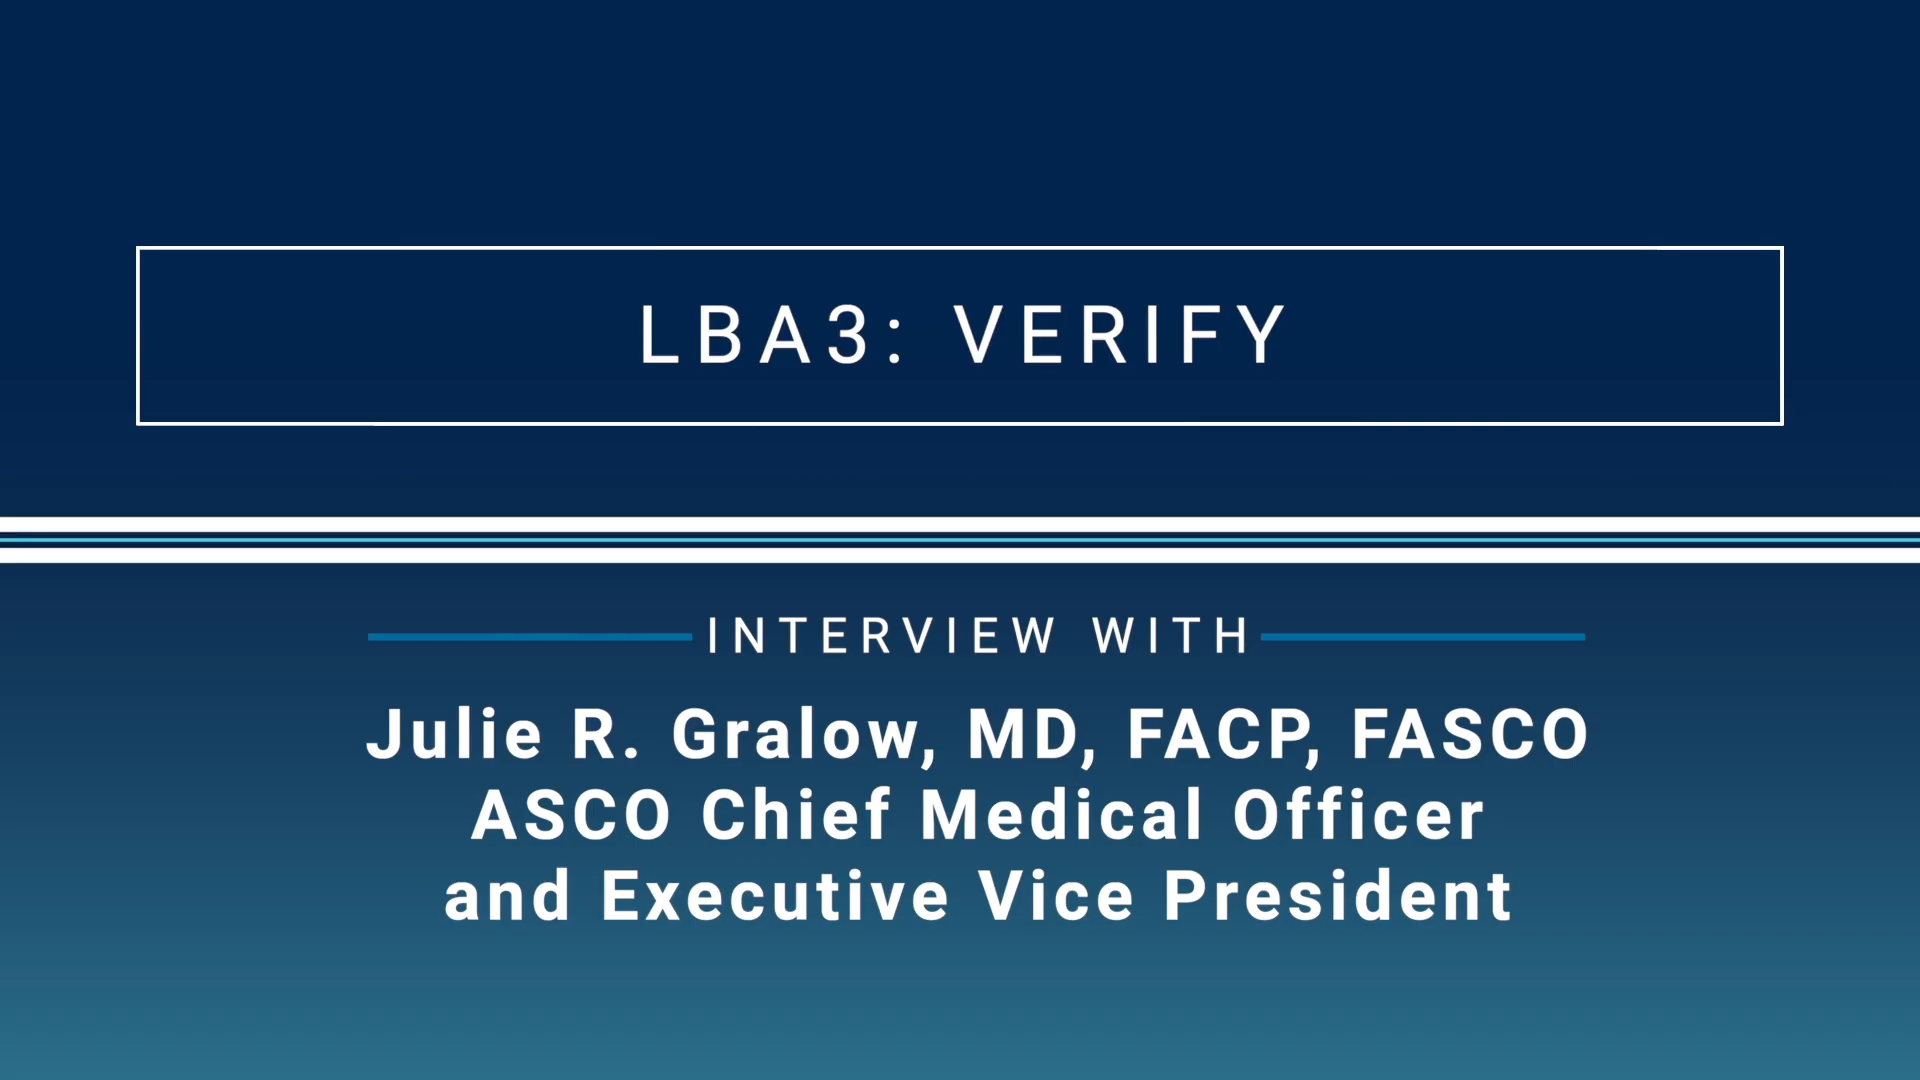 LBA3: VERIFY
INTERVIEW WITH
Julie R. Gralow, MD, FACP, FASCO
ASCO Chief Medical Officer
and Executive Vice President